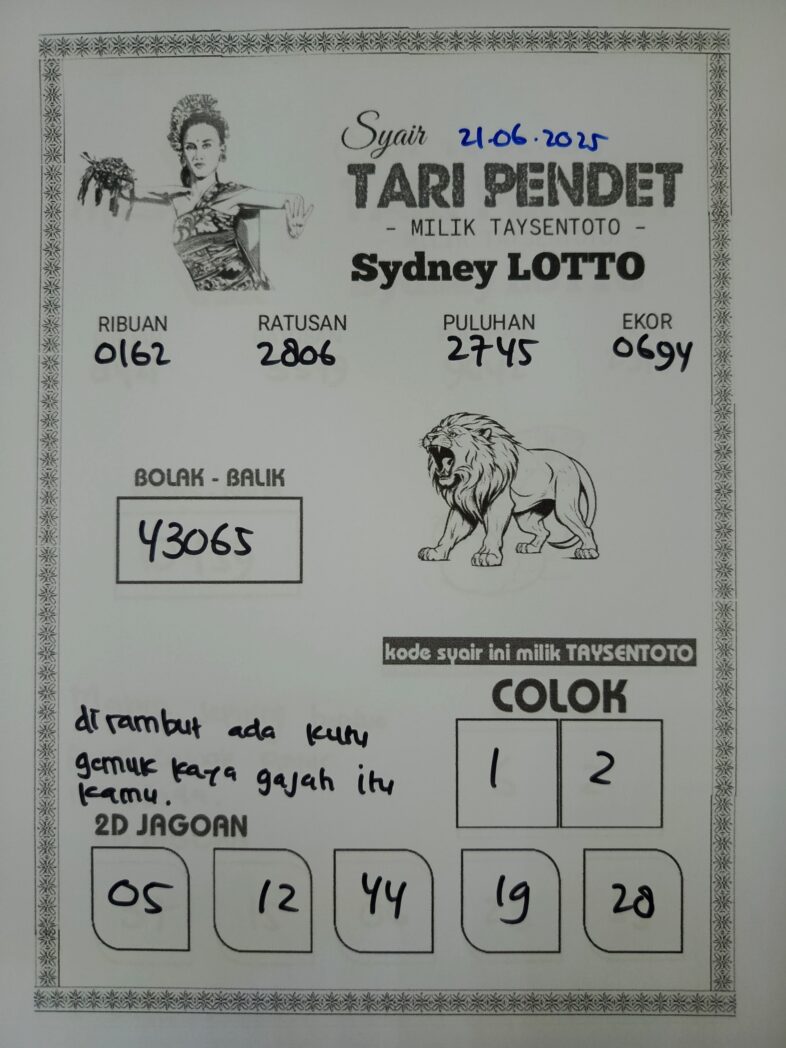 Syair 21.06.2025
TARI PENDET
- MILIK TAYSENTOTO -
Sydney LOTTO
RIBUAN RATUSAN PULUHAN EKOR
0162 2806 2745 0694
BOLAK - BALIK
43065
kode syair ini milik TAYSENTOTO
COLOK
1 2
di rambut ada kutu
gemuk kaya gajah itu
kamu.
2D JAGOAN
05 12 44 19 28